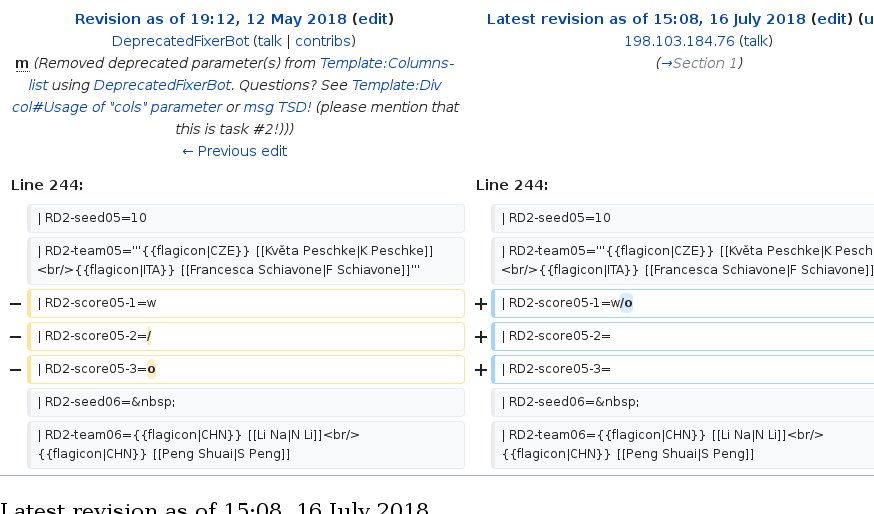 Revision as of 19:12, 12 May 2018 (edit)
DeprecatedFixerBot (talk | contribs)
m (Removed deprecated parameter(s) from Template:Columns-
list using DeprecatedFixerBot. Questions? See Template:Div
col#Usage of "cols" parameter or msg TSD! (please mention that
this is task #2!)))
← Previous edit
Latest revision as of 15:08, 16 July 2018 (edit) (u
198.103.184.76 (talk)
(→Section 1)
Line 244:
Line 244:
| RD2-seed05=10
| RD2-seed05=10
| RD2-team05='''{{flagicon|CZE}} [[Květa Peschke|K Peschke]]
<br/>{{flagicon|ITA}} [[Francesca Schiavone|F Schiavone]]'''
| RD2-team05='''{{flagicon|CZE}} [[Květa Peschke|K Pesch
<br/>{{flagicon|ITA}} [[Francesca Schiavone|F Schiavone]]
− | RD2-score05-1=w
+ | RD2-score05-1=w/o
− | RD2-score05-2=/
+ | RD2-score05-2=
− | RD2-score05-3=o
+ | RD2-score05-3=
| RD2-seed06=&nbsp;
| RD2-seed06=&nbsp;
| RD2-team06={{flagicon|CHN}} [[Li Na|N Li]]<br/>
{{flagicon|CHN}} [[Peng Shuai|S Peng]]
| RD2-team06={{flagicon|CHN}} [[Li Na|N Li]]<br/>
{{flagicon|CHN}} [[Peng Shuai|S Peng]]
Latest revision as of 15:08, 16 July 2018